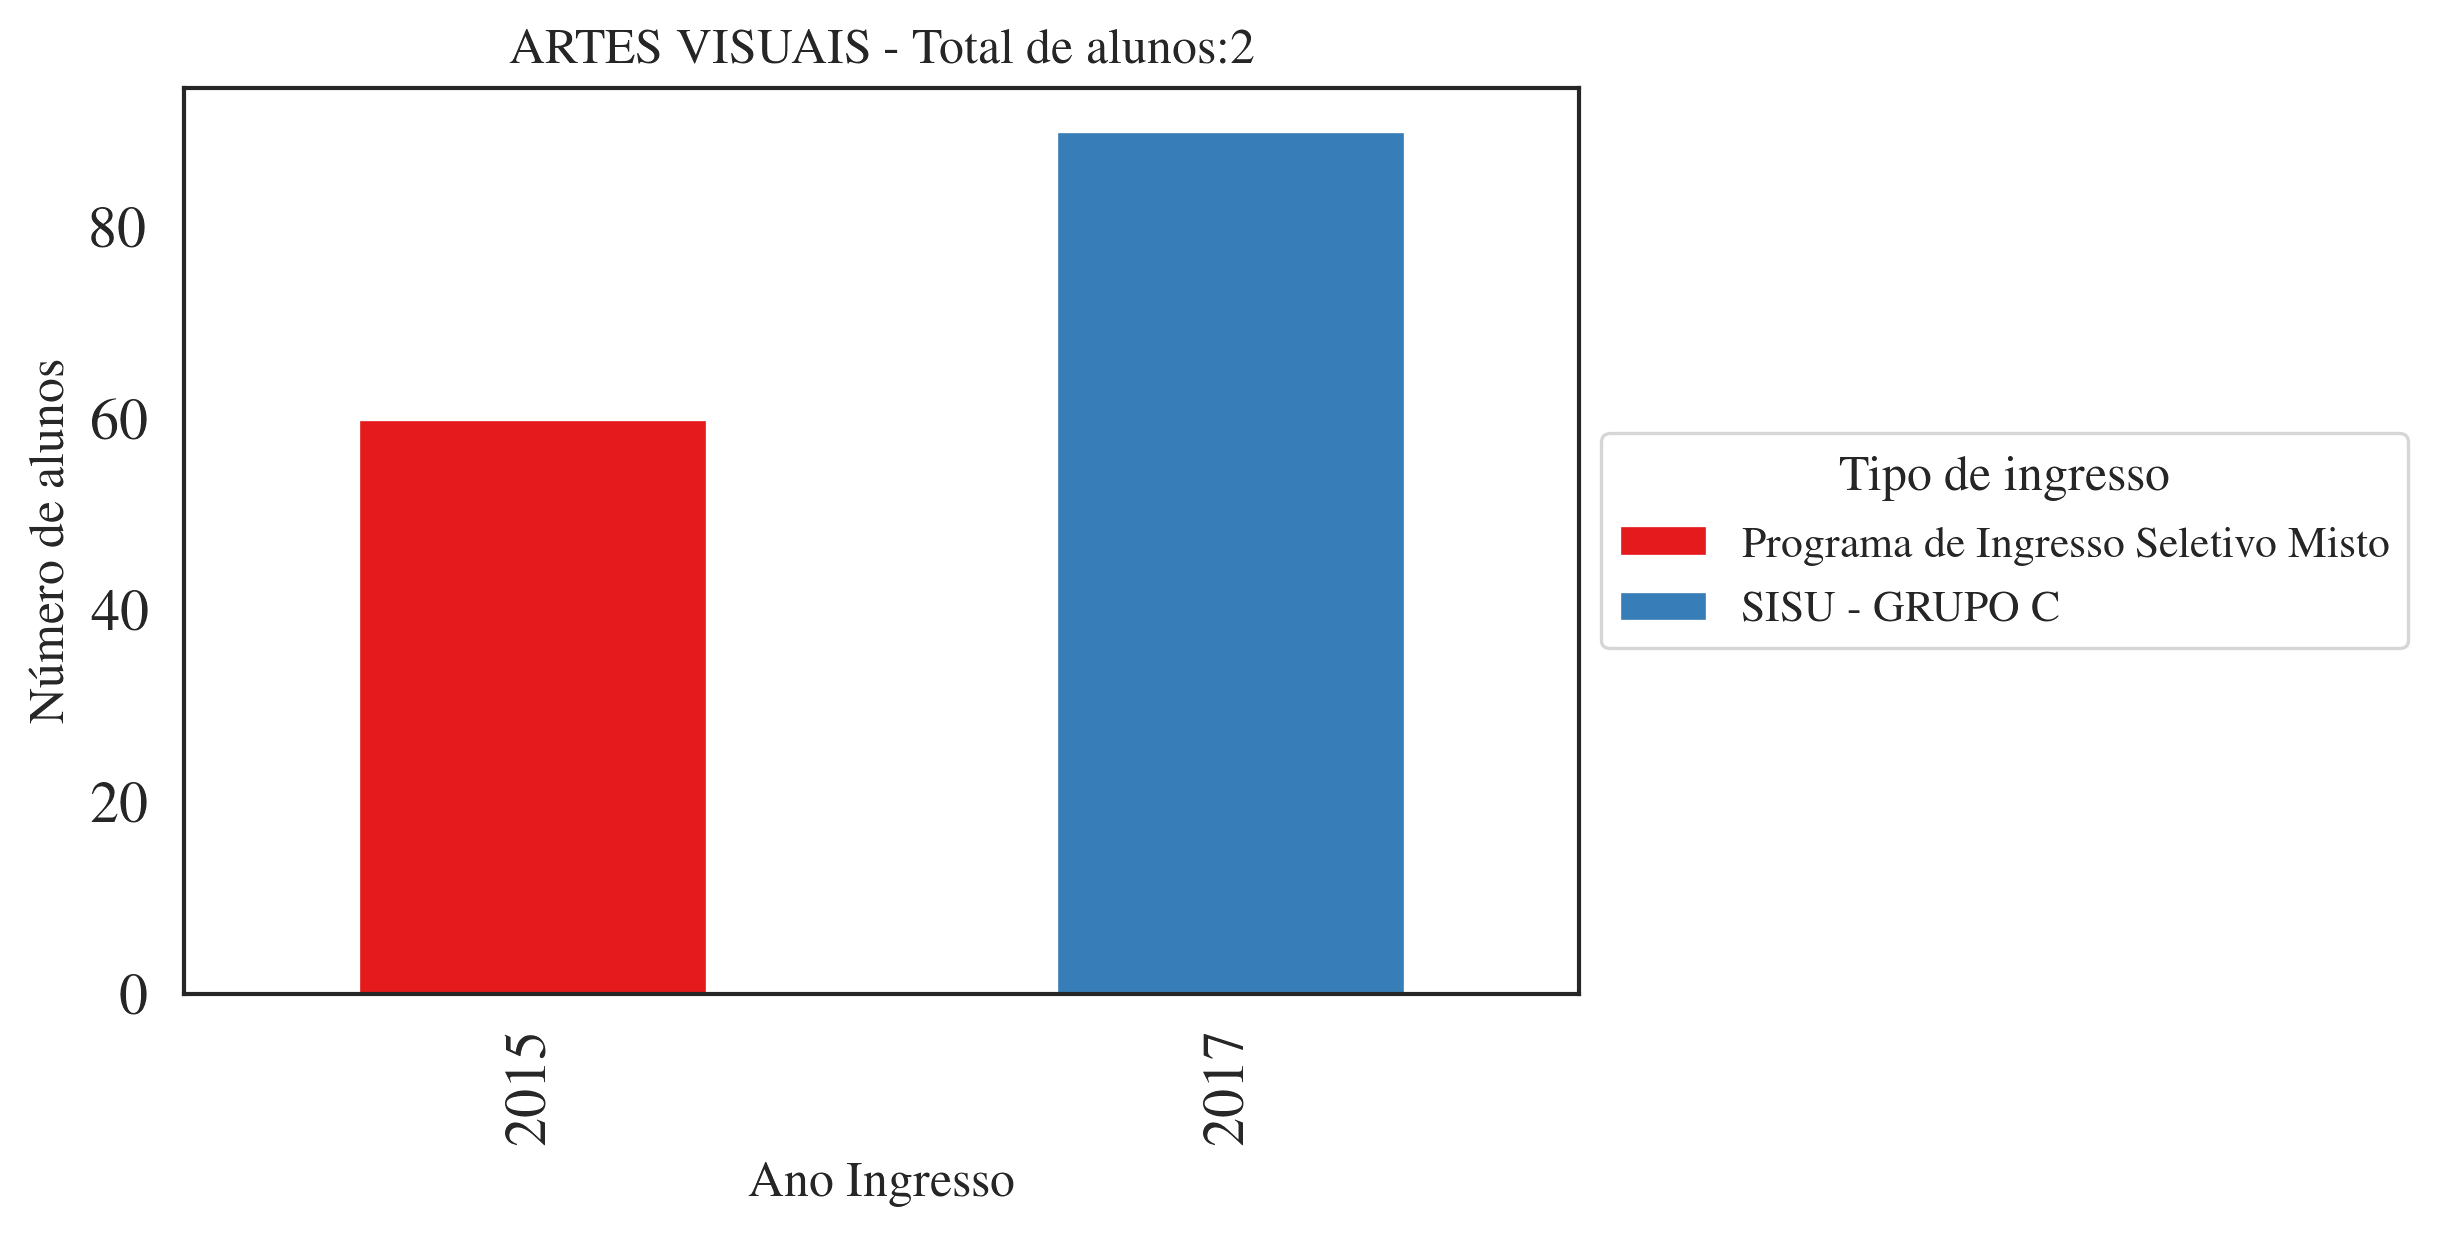 ARTES VISUAIS - Total de alunos:2
Número de alunos
80
60
40
20
0
2015
2017
Ano Ingresso
Tipo de ingresso
Programa de Ingresso Seletivo Misto
SISU - GRUPO C